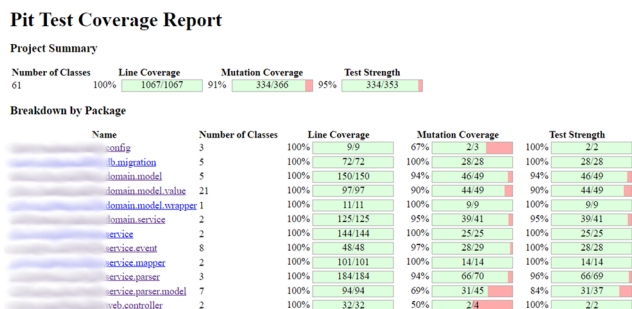 Pit Test Coverage Report
Project Summary
Number of Classes Line Coverage Mutation Coverage Test Strength
61 100% 1067/1067 91% 334/366 95% 334/353
Breakdown by Package
Name Number of Classes Line Coverage Mutation Coverage Test Strength
config 3 100% 9/9 67% 2/3 100% 2/2
db.migration 5 100% 72/72 100% 28/28 100% 28/28
domain.model 5 100% 150/150 94% 46/49 94% 46/49
domain.model.value 21 100% 97/97 90% 44/49 90% 44/49
domain.model.wrapper 1 100% 11/11 100% 9/9 100% 9/9
domain.service 2 100% 125/125 95% 39/41 95% 39/41
service 2 100% 144/144 100% 25/25 100% 25/25
service.event 8 100% 48/48 97% 28/29 100% 28/28
service.mapper 2 100% 101/101 100% 14/14 100% 14/14
service.parser 3 100% 184/184 94% 66/70 96% 66/69
service.parser.model 7 100% 94/94 69% 31/45 84% 31/37
web.controller 2 100% 32/32 50% 2/4 100% 2/2